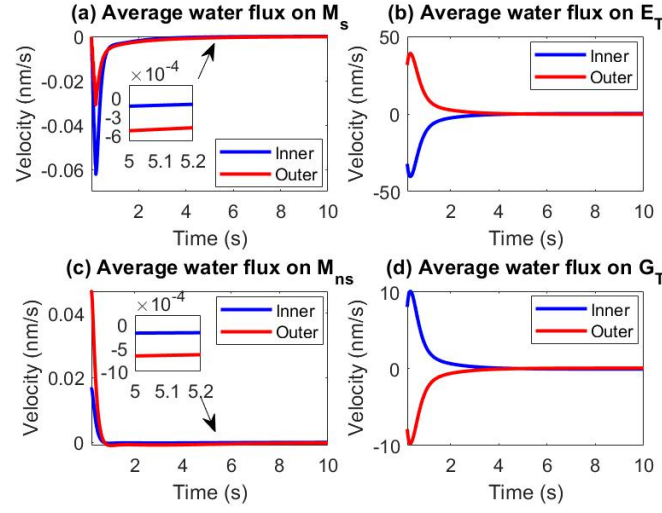 (a) Average water flux on Ms
Velocity (nm/s)
0
-0.02
-0.04
-0.06
×10-4
0
-3
-6
5 5.1 5.2
Inner
Outer
2 4 6 8 10
Time (s)
(b) Average water flux on ET
Velocity (nm/s)
50
0
-50
Inner
Outer
2 4 6 8 10
Time (s)
(c) Average water flux on Mns
Velocity (nm/s)
0.04
0.02
0
×10-4
0
-5
-10
5 5.1 5.2
Inner
Outer
2 4 6 8 10
Time (s)
(d) Average water flux on GT
Velocity (nm/s)
10
0
-10
Inner
Outer
2 4 6 8 10
Time (s)